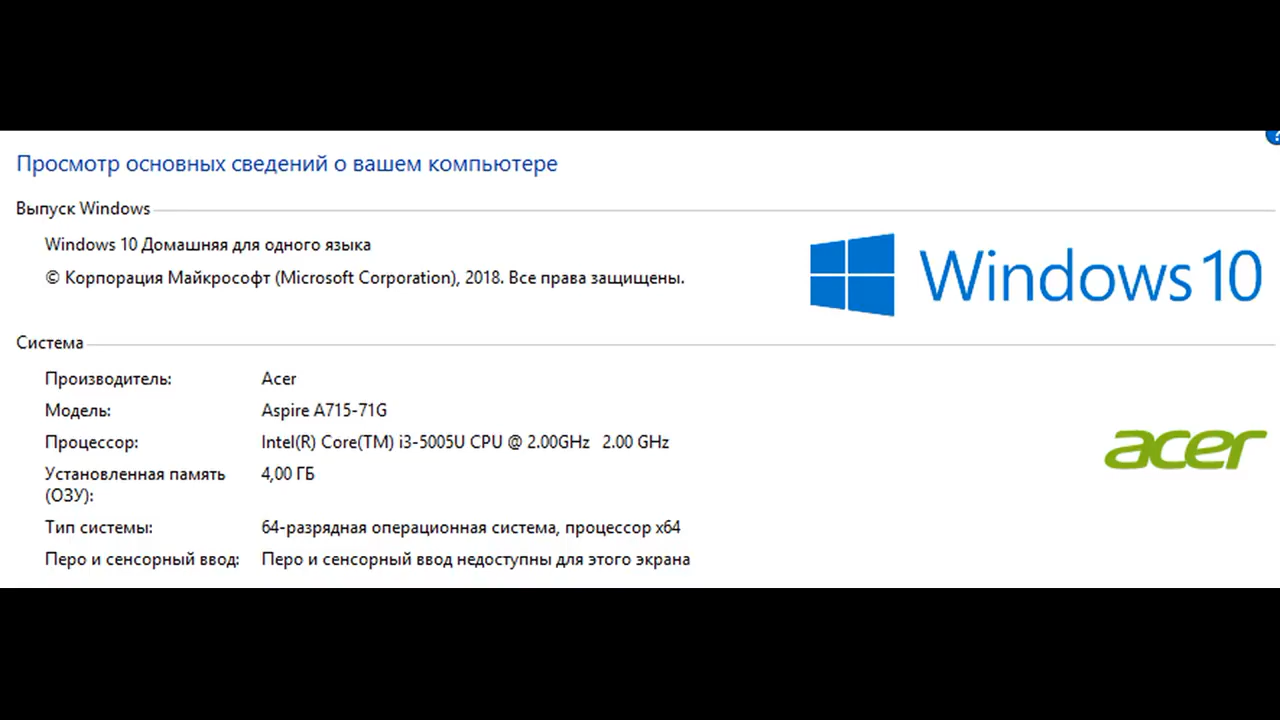 Просмотр основных сведений о вашем компьютере
Выпуск Windows
Windows 10 Домашняя для одного языка
© Корпорация Майкрософт (Microsoft Corporation), 2018. Все права защищены.
Windows 10
Система
Производитель: Acer
Модель: Aspire A715-71G
Процессор: Intel(R) Core(TM) i3-5005U CPU @ 2.00GHz 2.00 GHz
Установленная память (ОЗУ): 4,00 ГБ
acer
Тип системы: 64-разрядная операционная система, процессор x64
Перо и сенсорный ввод: Перо и сенсорный ввод недоступны для этого экрана